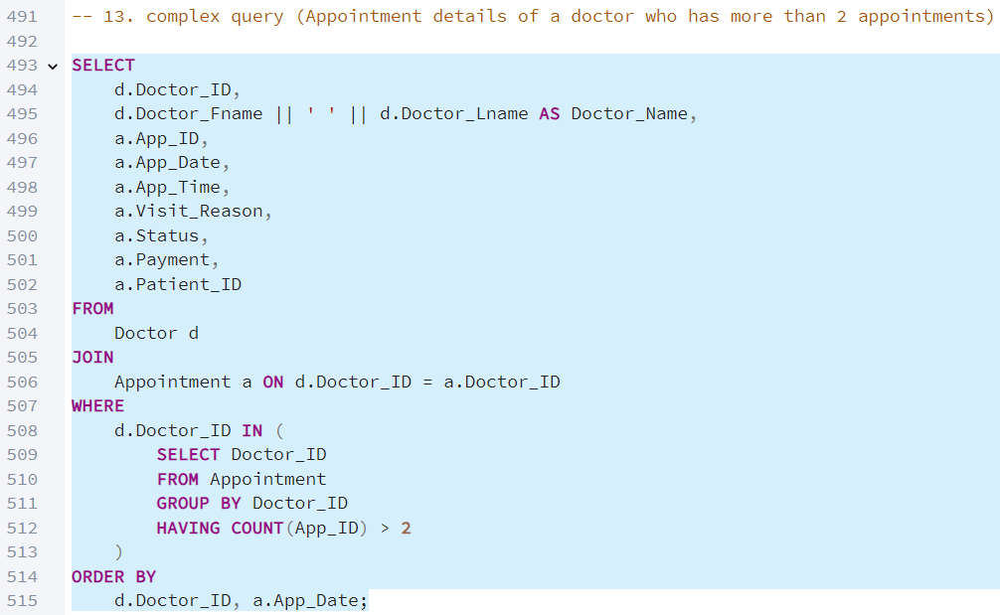 491 -- 13. complex query (Appointment details of a doctor who has more than 2 appointments)
492
493 SELECT
494     d.Doctor_ID,
495     d.Doctor_Fname || ' ' || d.Doctor_Lname AS Doctor_Name,
496     a.App_ID,
497     a.App_Date,
498     a.App_Time,
499     a.Visit_Reason,
500     a.Status,
501     a.Payment,
502     a.Patient_ID
503 FROM
504     Doctor d
505 JOIN
506     Appointment a ON d.Doctor_ID = a.Doctor_ID
507 WHERE
508     d.Doctor_ID IN (
509         SELECT Doctor_ID
510         FROM Appointment
511         GROUP BY Doctor_ID
512         HAVING COUNT(App_ID) > 2
513     )
514 ORDER BY
515     d.Doctor_ID, a.App_Date;